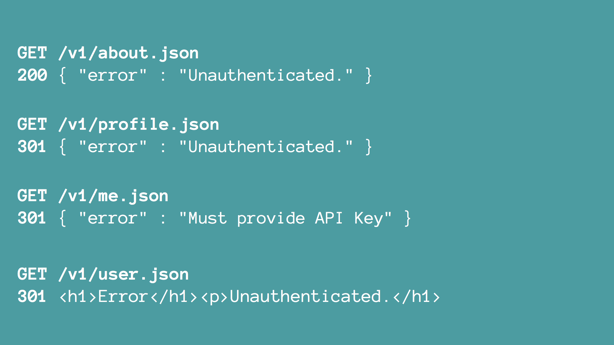 GET /v1/about.json
200 { "error" : "Unauthenticated." }
GET /v1/profile.json
301 { "error" : "Unauthenticated." }
GET /v1/me.json
301 { "error" : "Must provide API Key" }
GET /v1/user.json
301 <h1>Error</h1><p>Unauthenticated.</h1>